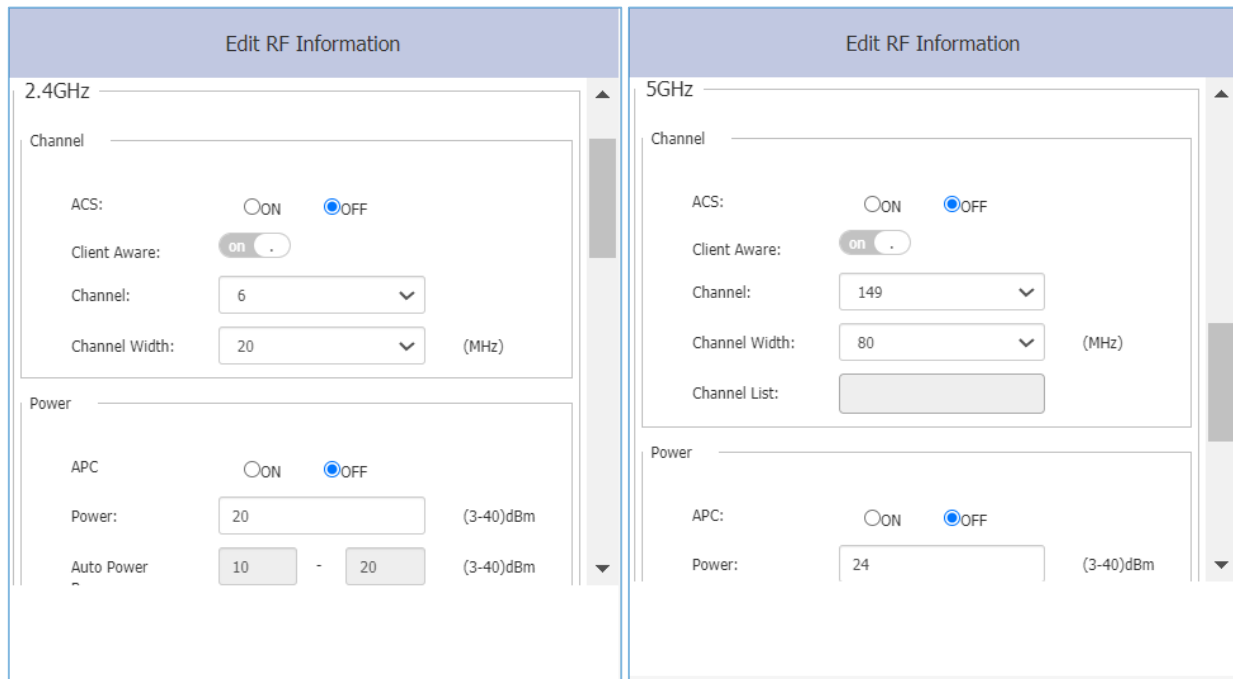 Edit RF Information
2.4GHz
Channel
ACS: ON OFF
Client Aware: on .
Channel: 6
Channel Width: 20 (MHz)
Power
APC ON OFF
Power: 20 (3-40)dBm
Auto Power 10 - 20 (3-40)dBm
Edit RF Information
5GHz
Channel
ACS: ON OFF
Client Aware: on .
Channel: 149
Channel Width: 80 (MHz)
Channel List:
Power
APC: ON OFF
Power: 24 (3-40)dBm